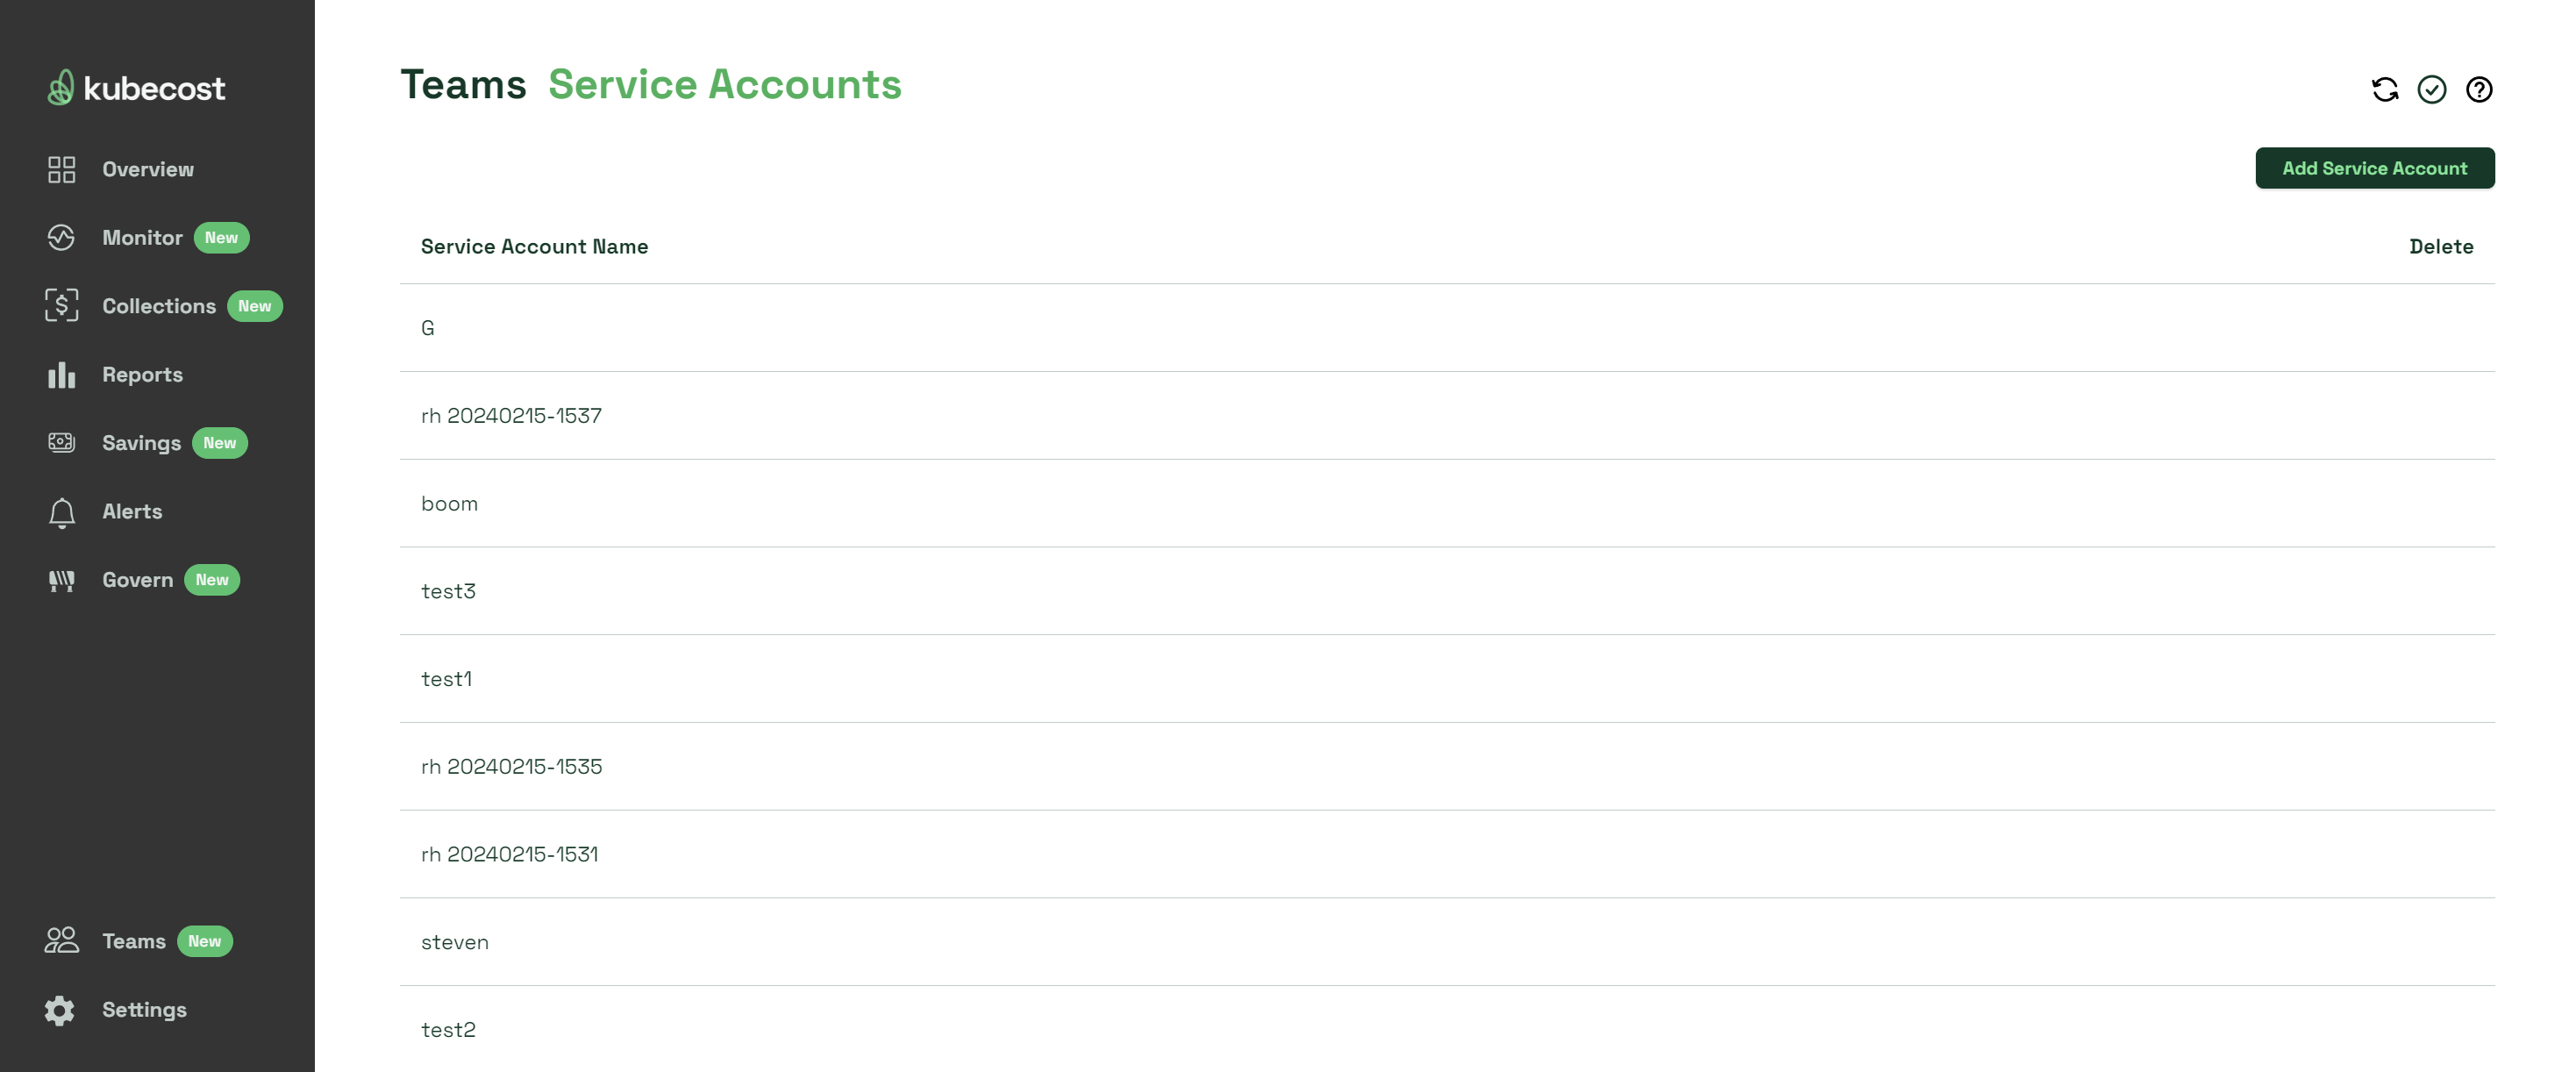 kubecost
Overview
Monitor New
Collections New
Reports
Savings New
Alerts
Govern New
Teams New
Settings
Teams Service Accounts
Add Service Account
Service Account Name Delete
G
rh 20240215-1537
boom
test3
test1
rh 20240215-1535
rh 20240215-1531
steven
test2